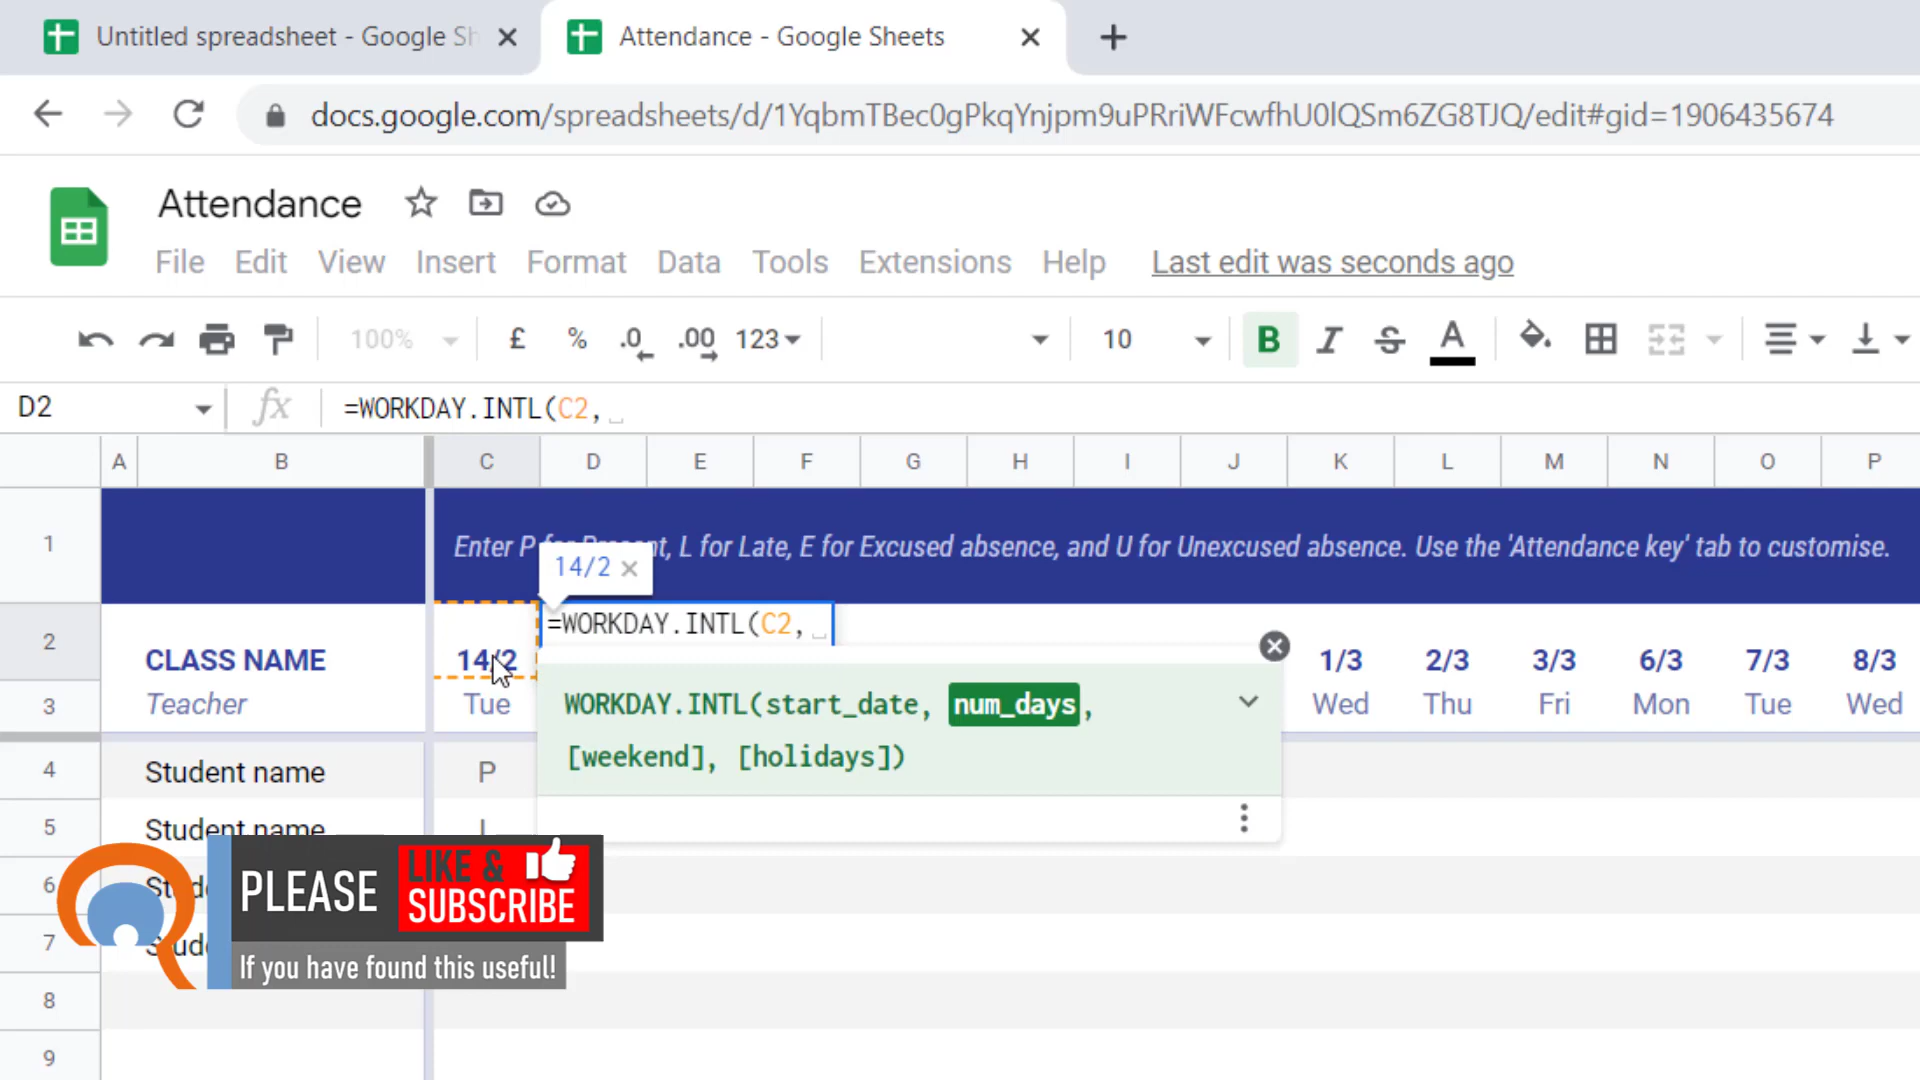 Untitled spreadsheet - Google Sh
Attendance - Google Sheets
docs.google.com/spreadsheets/d/1YqbmTBec0gPkqYnjpm9uPRriWFcwfhU0lQSm6ZG8TJQ/edit#gid=1906435674
Attendance
File Edit View Insert Format Data Tools Extensions Help Last edit was seconds ago
100% £ % .0 .00 123 10 B I S A
D2 fx =WORKDAY.INTL(C2,
A B C D E F G H I J K L M N O P
1 Enter P for Present, L for Late, E for Excused absence, and U for Unexcused absence. Use the 'Attendance key' tab to customise.
14/2
=WORKDAY.INTL(C2,
2 CLASS NAME 14/2 1/3 2/3 3/3 6/3 7/3 8/3
3 Teacher Tue Wed Thu Fri Mon Tue Wed
WORKDAY.INTL(start_date, num_days,
[weekend], [holidays])
4 Student name P
5 Student name L
6
7
8
9
PLEASE LIKE & SUBSCRIBE
If you have found this useful!